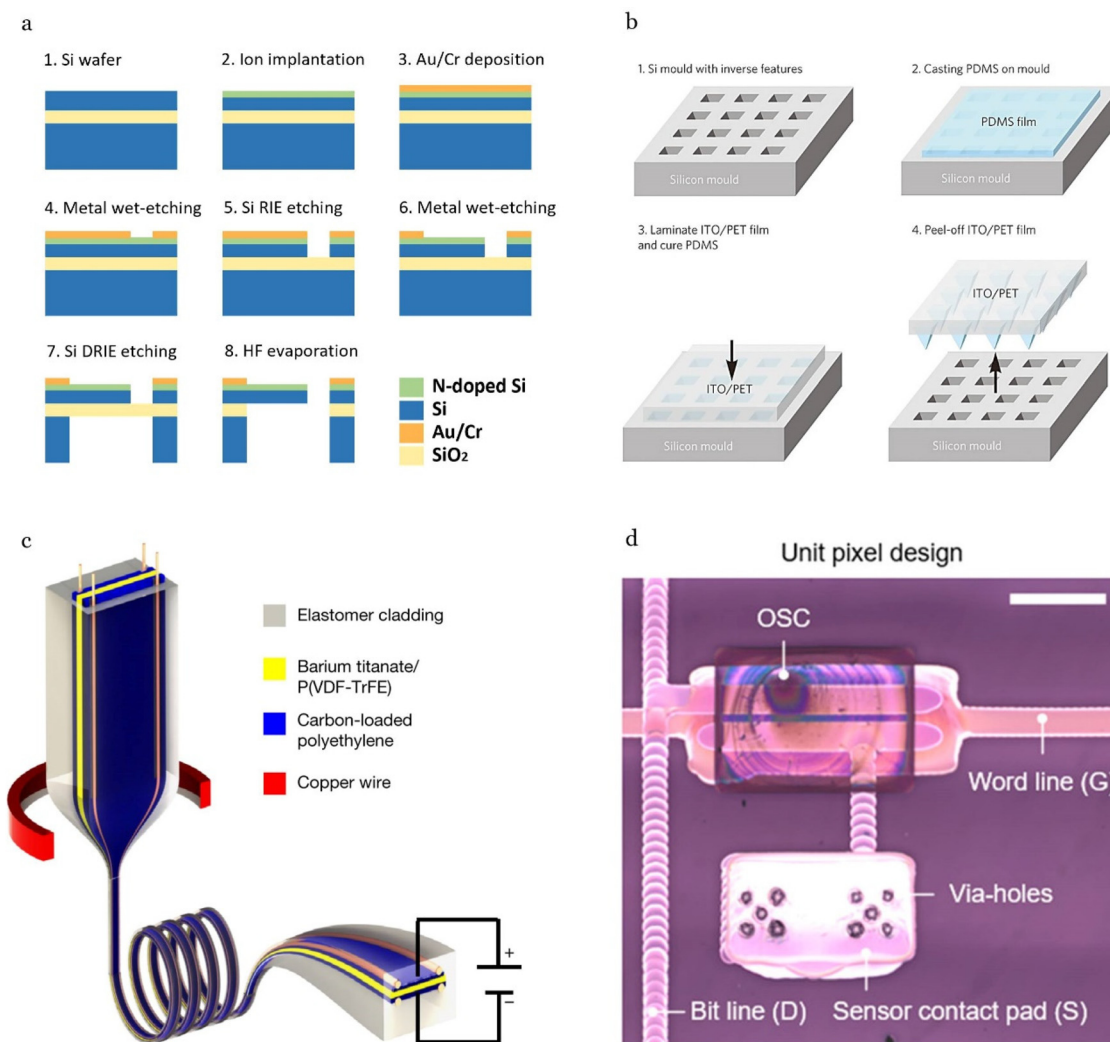 a
1. Si wafer
2. Ion implantation
3. Au/Cr deposition
4. Metal wet-etching
5. Si RIE etching
6. Metal wet-etching
7. Si DRIE etching
8. HF evaporation
N-doped Si
Si
Au/Cr
SiO₂
b
1. Si mould with inverse features
Silicon mould
2. Casting PDMS on mould
PDMS film
Silicon mould
3. Laminate ITO/PET film
and cure PDMS
ITO/PET
Silicon mould
4. Peel-off ITO/PET film
ITO/PET
Silicon mould
c
Elastomer cladding
Barium titanate/
P(VDF-TrFE)
Carbon-loaded
polyethylene
Copper wire
+
−
d
Unit pixel design
OSC
Word line (G
Via-holes
Bit line (D)
Sensor contact pad (S)